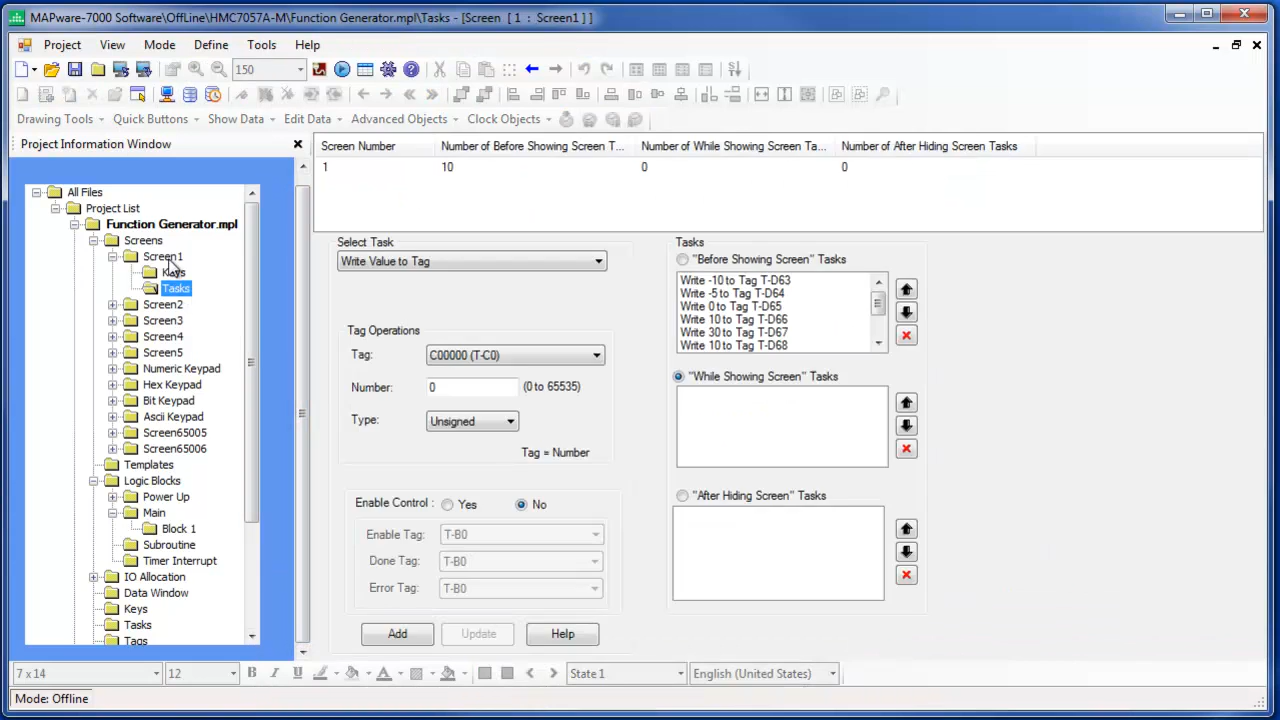 MAPware-7000 Software\OffLine\HMC7057A-M\Function Generator.mpl\Tasks - [Screen [ 1 : Screen1 ] ]
Project View Mode Define Tools Help
150
Drawing Tools Quick Buttons Show Data Edit Data Advanced Objects Clock Objects
Project Information Window
All Files
Project List
Function Generator.mpl
Screens
Screen1
Keys
Tasks
Screen2
Screen3
Screen4
Screen5
Numeric Keypad
Hex Keypad
Bit Keypad
Ascii Keypad
Screen65005
Screen65006
Templates
Logic Blocks
Power Up
Main
Block 1
Subroutine
Timer Interrupt
IO Allocation
Data Window
Keys
Tasks
Tags
Screen Number Number of Before Showing Screen T... Number of While Showing Screen Ta... Number of After Hiding Screen Tasks
1 10 0 0
Select Task
Write Value to Tag
Tag Operations
Tag: C00000 (T-C0)
Number: 0 (0 to 65535)
Type: Unsigned
Tag = Number
Enable Control : Yes No
Enable Tag: T-B0
Done Tag: T-B0
Error Tag: T-B0
Add Update Help
Tasks
"Before Showing Screen" Tasks
Write -10 to Tag T-D63
Write -5 to Tag T-D64
Write 0 to Tag T-D65
Write 10 to Tag T-D66
Write 30 to Tag T-D67
Write 10 to Tag T-D68
"While Showing Screen" Tasks
"After Hiding Screen" Tasks
7 x 14 12 B I U A State 1 English (United States)
Mode: Offline